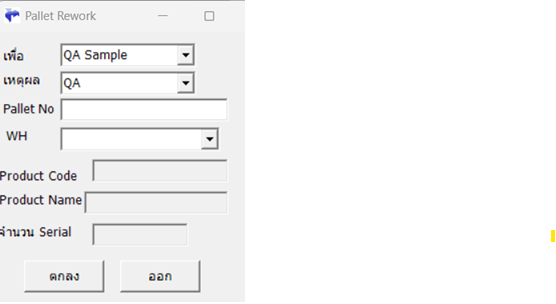 Pallet Rework
เพื่อ QA Sample
เหตุผล QA
Pallet No
WH
Product Code
Product Name
จำนวน Serial
ตกลง ออก